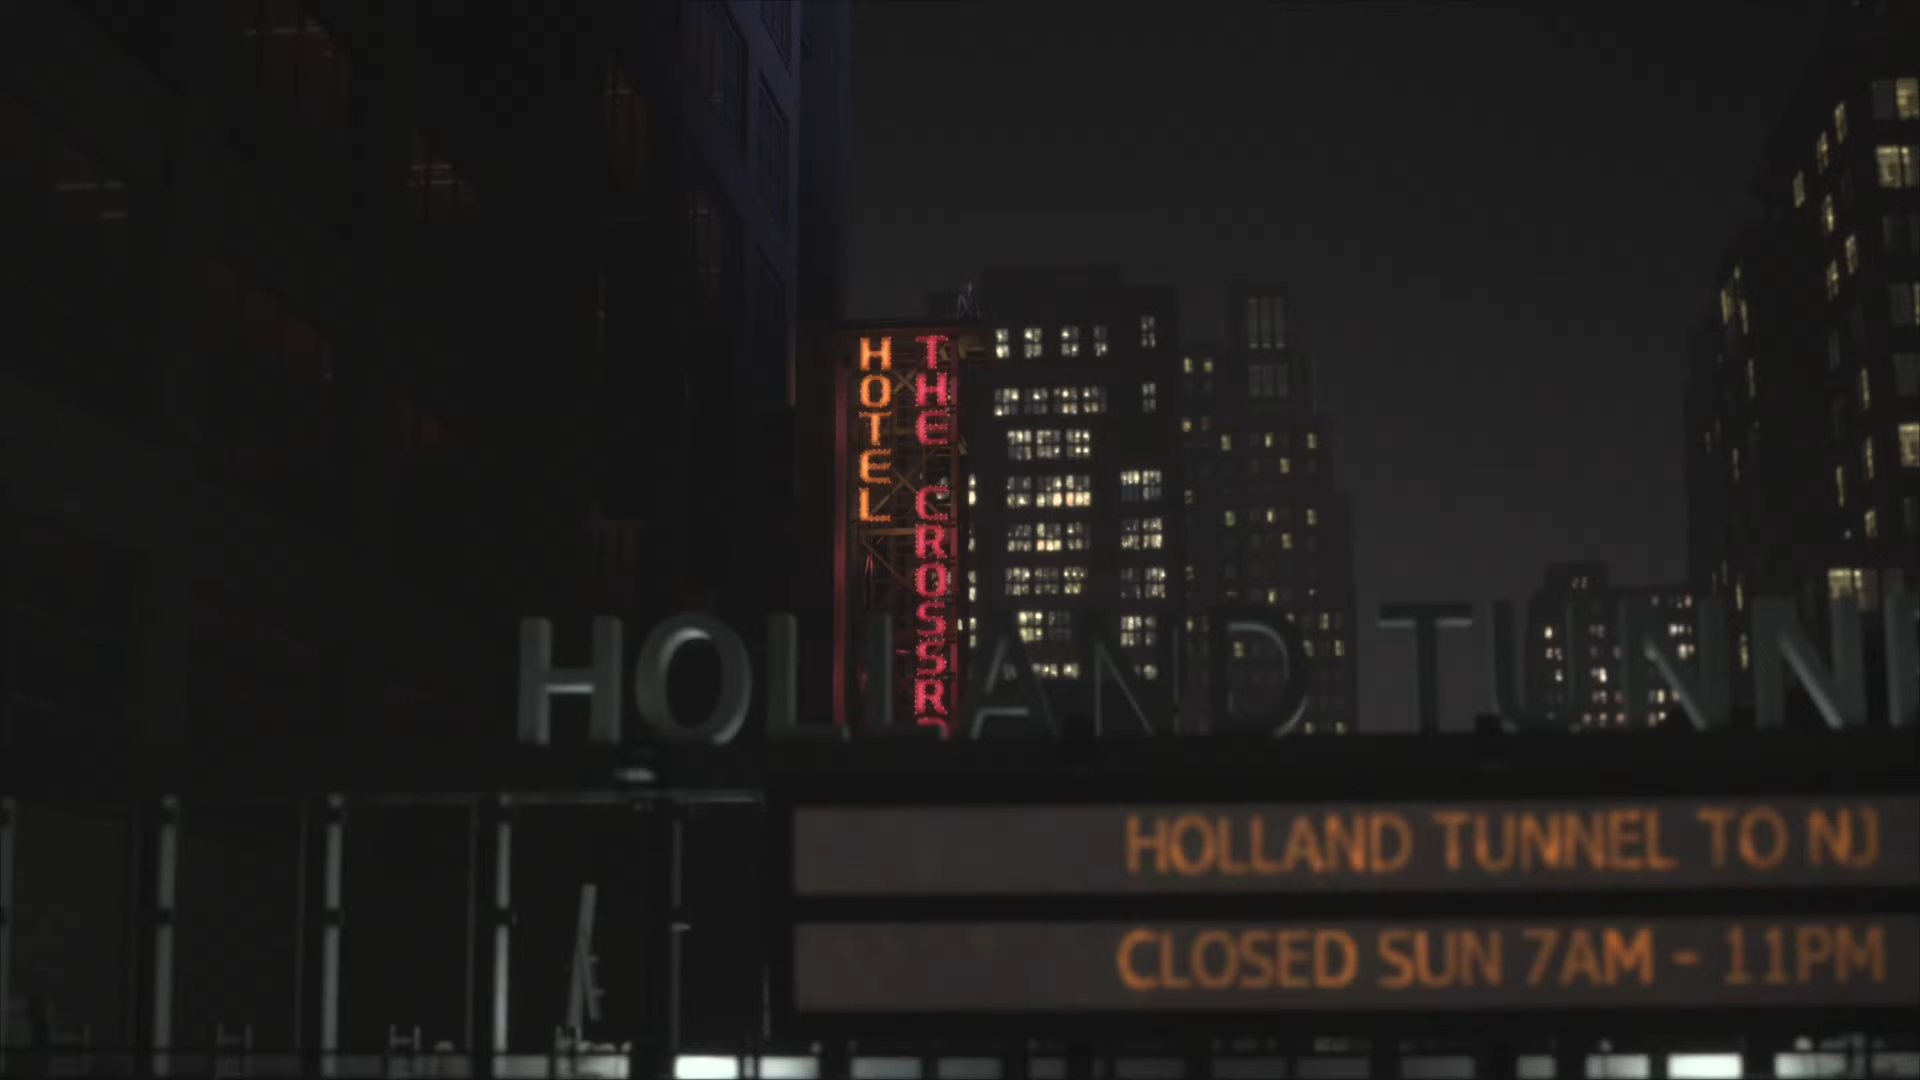 HOTEL
THE CROSSR
HOLLAND TUNN
HOLLAND TUNNEL TO NJ
CLOSED SUN 7AM - 11PM